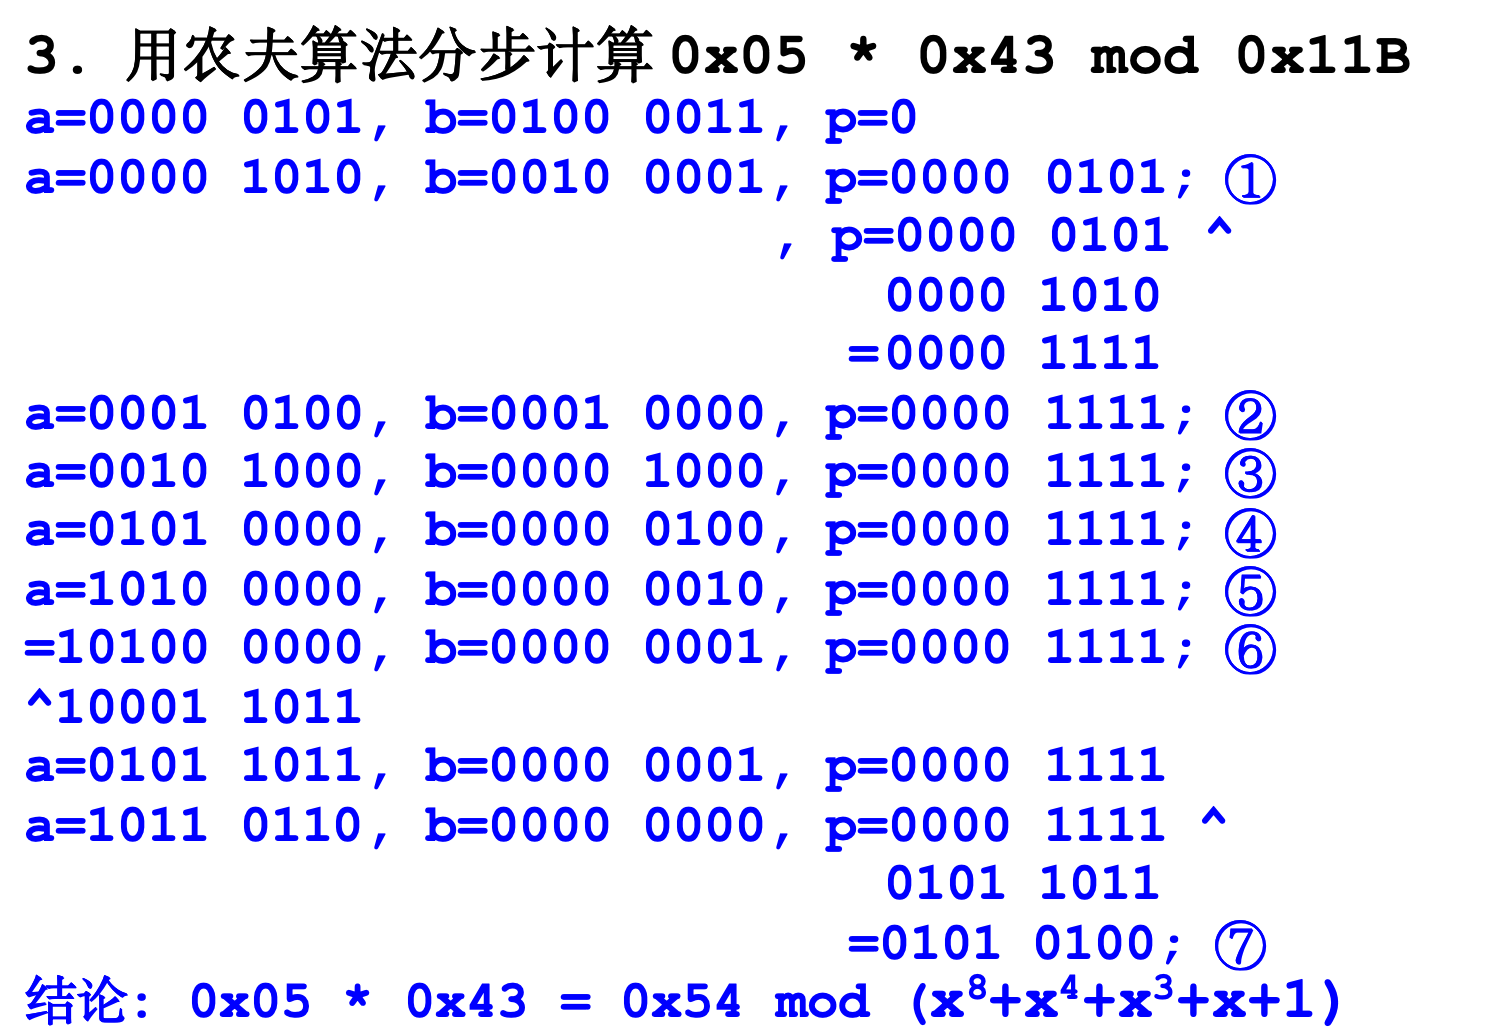 3. 用农夫算法分步计算 0x05 * 0x43 mod 0x11B
a=0000 0101, b=0100 0011, p=0
a=0000 1010, b=0010 0001, p=0000 0101; ①
, p=0000 0101 ^
0000 1010
=0000 1111
a=0001 0100, b=0001 0000, p=0000 1111; ②
a=0010 1000, b=0000 1000, p=0000 1111; ③
a=0101 0000, b=0000 0100, p=0000 1111; ④
a=1010 0000, b=0000 0010, p=0000 1111; ⑤
=10100 0000, b=0000 0001, p=0000 1111; ⑥
^10001 1011
a=0101 1011, b=0000 0001, p=0000 1111
a=1011 0110, b=0000 0000, p=0000 1111 ^
0101 1011
=0101 0100; ⑦
结论: 0x05 * 0x43 = 0x54 mod (x⁸+x⁴+x³+x+1)